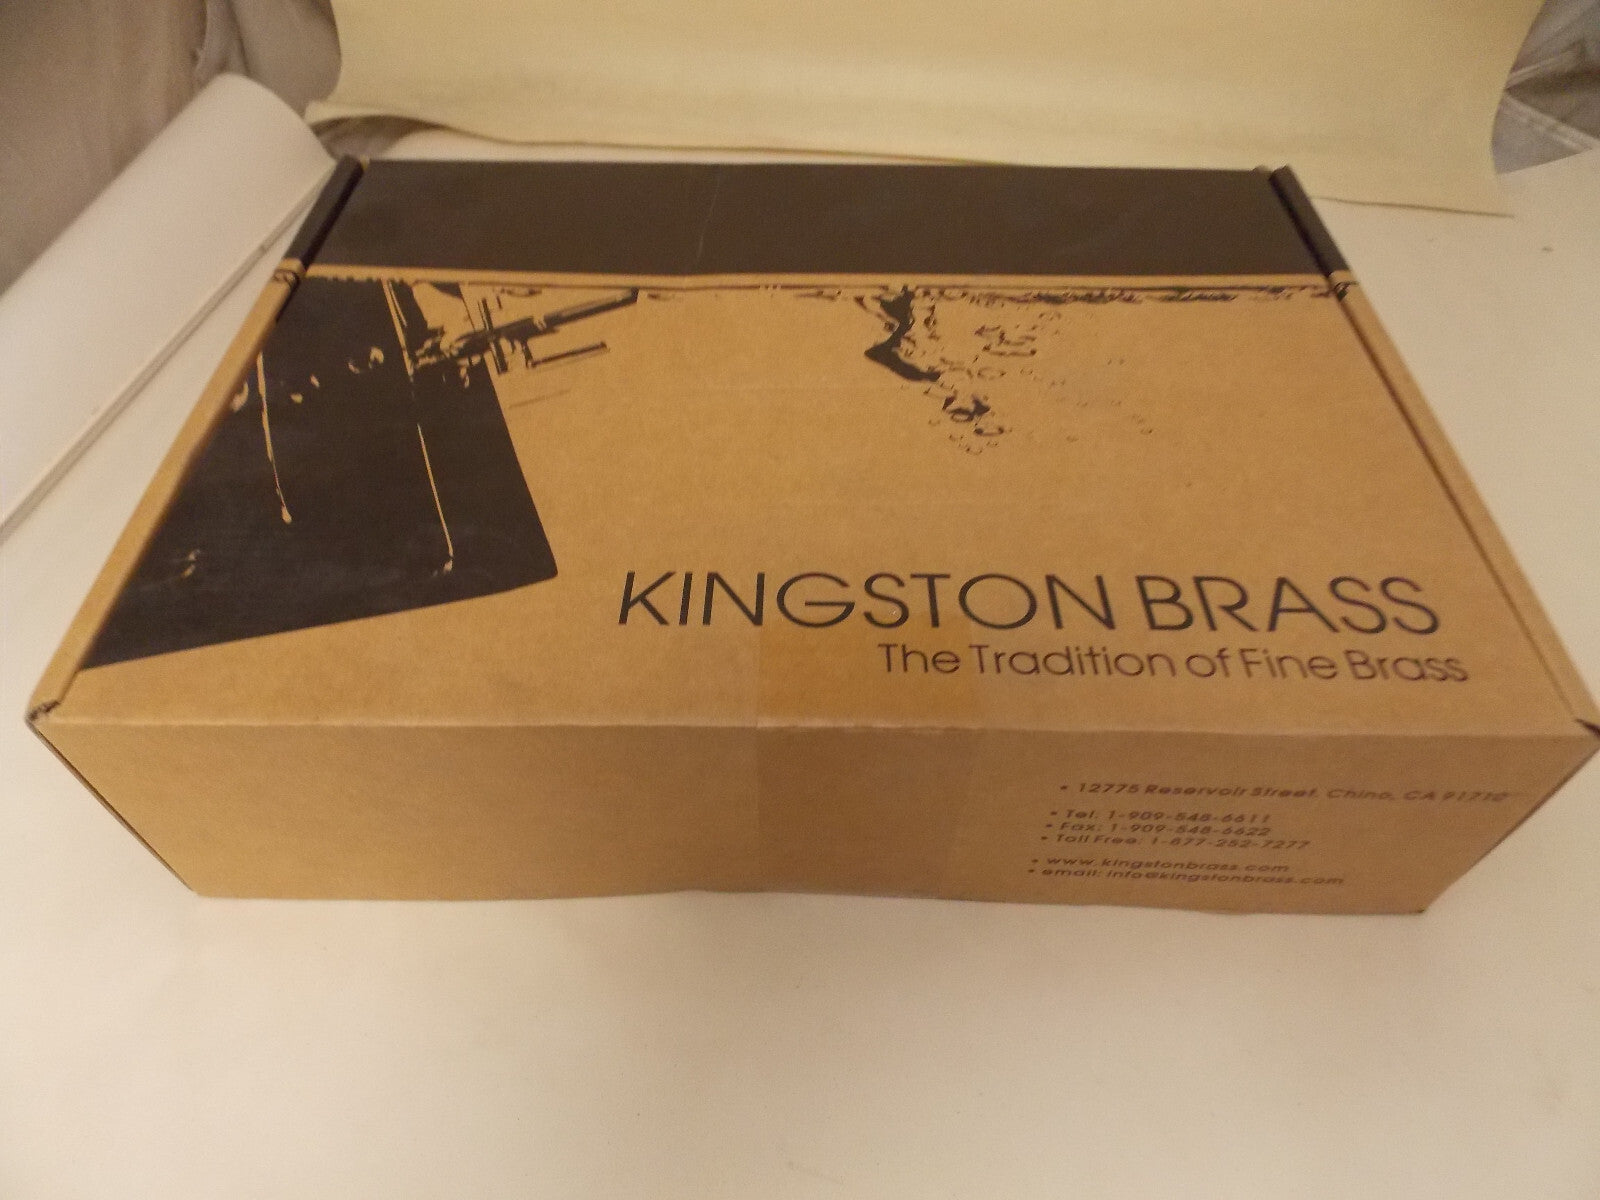 KINGSTON BRASS
The Tradition of Fine Brass
• 12775 Reservoir Street, Chino, CA 91710
• Tel: 1-909-548-6611
• Fax: 1-909-548-6622
• Toll Free: 1-877-252-7277
• www.kingstonbrass.com
• email: info@kingstonbrass.com